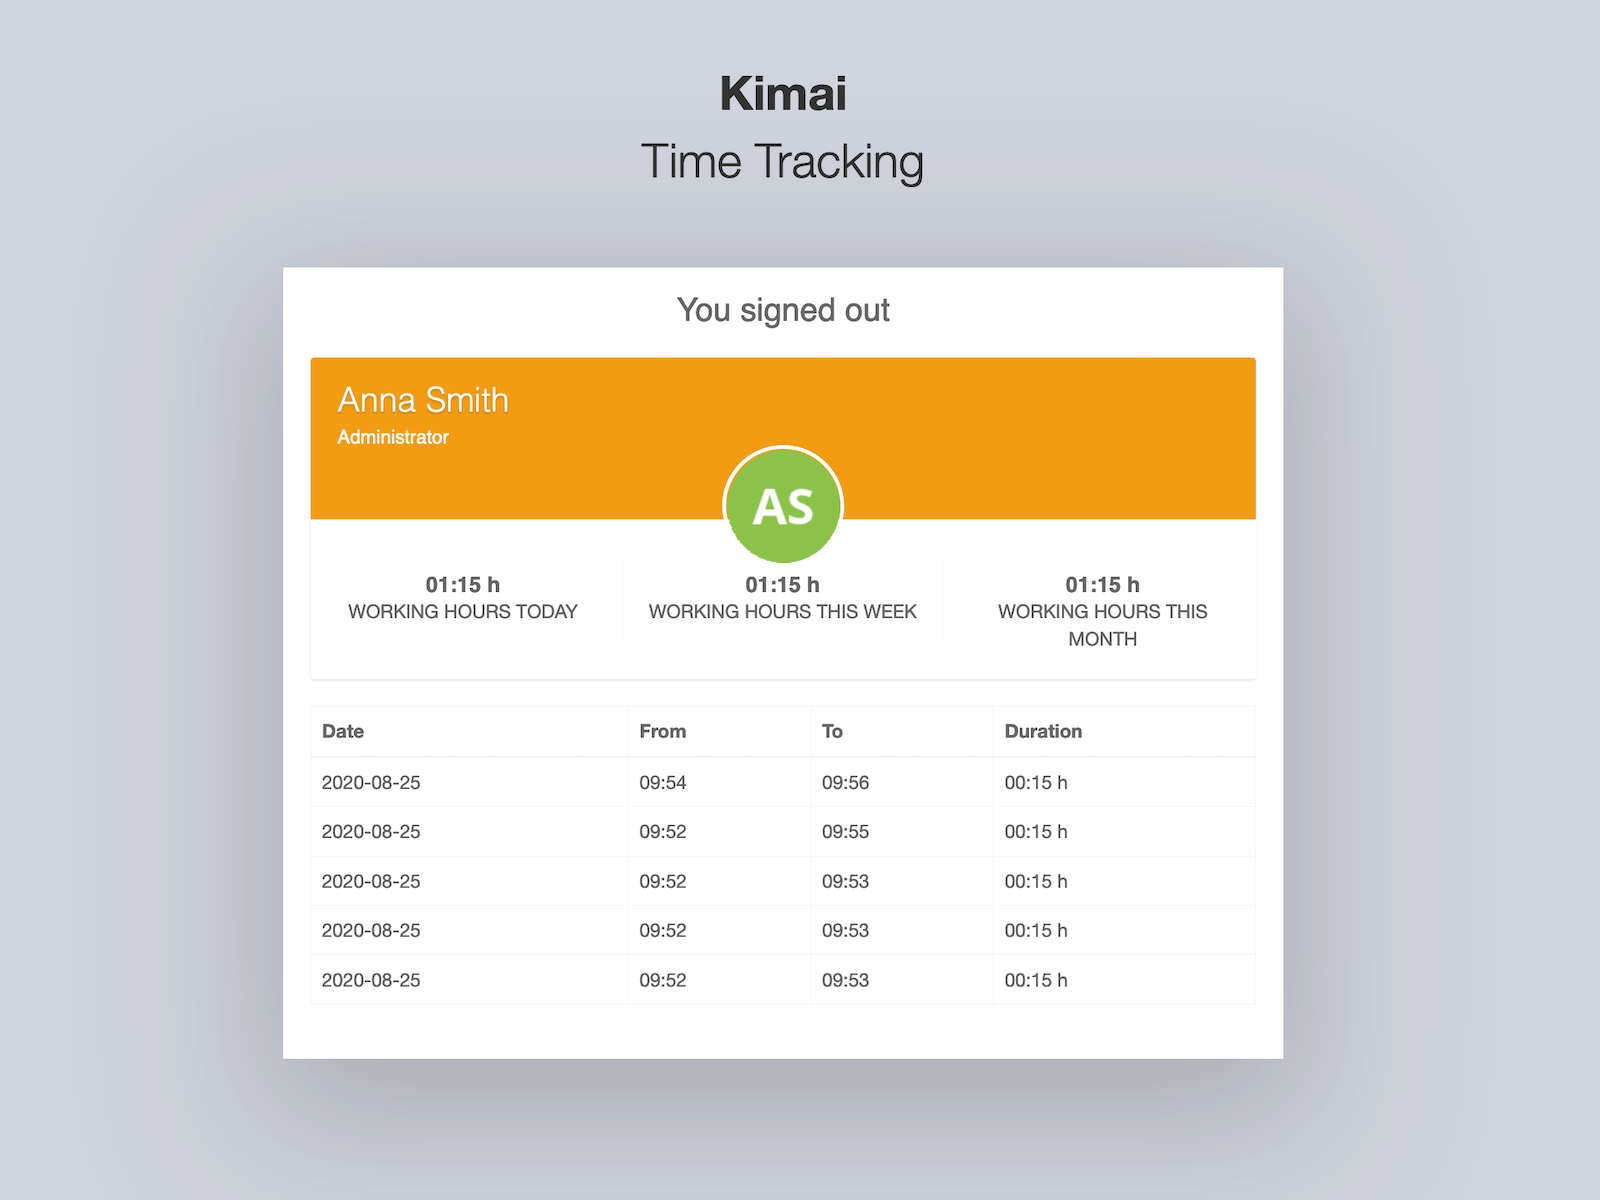 Kimai
Time Tracking
You signed out
Anna Smith
Administrator
AS
01:15 h 01:15 h 01:15 h
WORKING HOURS TODAY WORKING HOURS THIS WEEK WORKING HOURS THIS
MONTH
Date From To Duration
2020-08-25 09:54 09:56 00:15 h
2020-08-25 09:52 09:55 00:15 h
2020-08-25 09:52 09:53 00:15 h
2020-08-25 09:52 09:53 00:15 h
2020-08-25 09:52 09:53 00:15 h